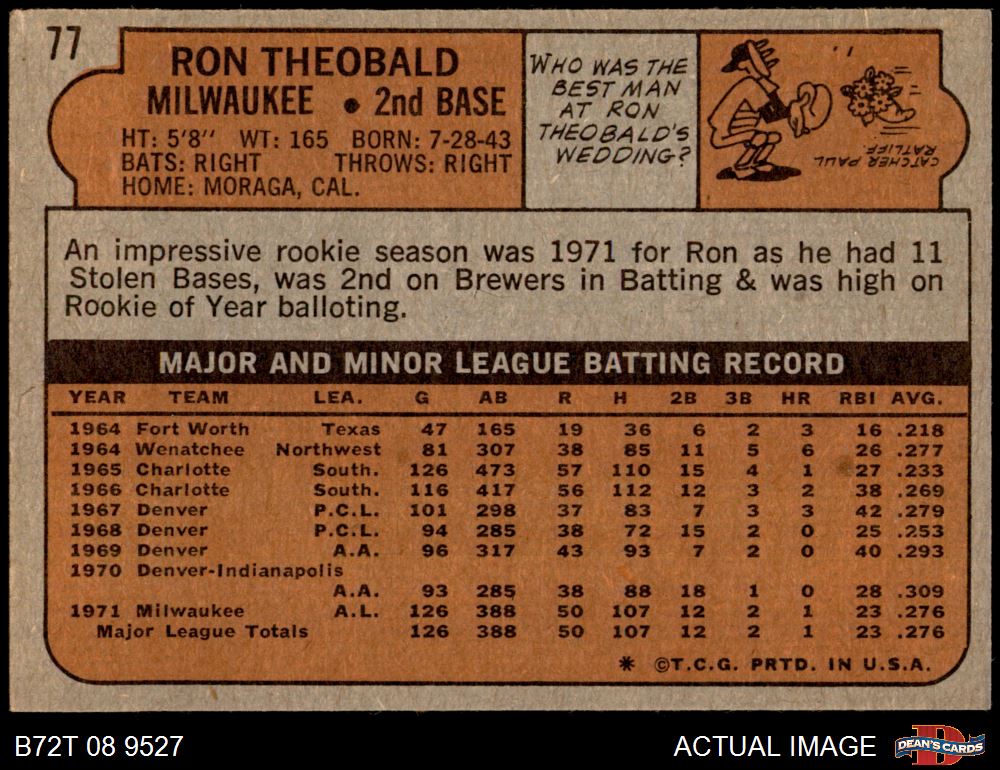 77
RON THEOBALD
MILWAUKEE • 2nd BASE
HT: 5'8" WT: 165 BORN: 7-28-43
BATS: RIGHT THROWS: RIGHT
HOME: MORAGA, CAL.
WHO WAS THE
BEST MAN
AT RON
THEOBALD'S
WEDDING?
CATCHER PAUL
RATLIFF.
An impressive rookie season was 1971 for Ron as he had 11
Stolen Bases, was 2nd on Brewers in Batting & was high on
Rookie of Year balloting.
MAJOR AND MINOR LEAGUE BATTING RECORD
YEAR TEAM LEA. G AB R H 2B 3B HR RBI AVG.
1964 Fort Worth Texas 47 165 19 36 6 2 3 16 .218
1964 Wenatchee Northwest 81 307 38 85 11 5 6 26 .277
1965 Charlotte South. 126 473 57 110 15 4 1 27 .233
1966 Charlotte South. 116 417 56 112 12 3 2 38 .269
1967 Denver P.C.L. 101 298 37 83 7 3 3 42 .279
1968 Denver P.C.L. 94 285 38 72 15 2 0 25 .253
1969 Denver A.A. 96 317 43 93 7 2 0 40 .293
1970 Denver-Indianapolis
A.A. 93 285 38 88 18 1 0 28 .309
1971 Milwaukee A.L. 126 388 50 107 12 2 1 23 .276
Major League Totals 126 388 50 107 12 2 1 23 .276
* ©T.C.G. PRTD. IN U.S.A.
B72T 08 9527
ACTUAL IMAGE
D
DEAN'S CARDS